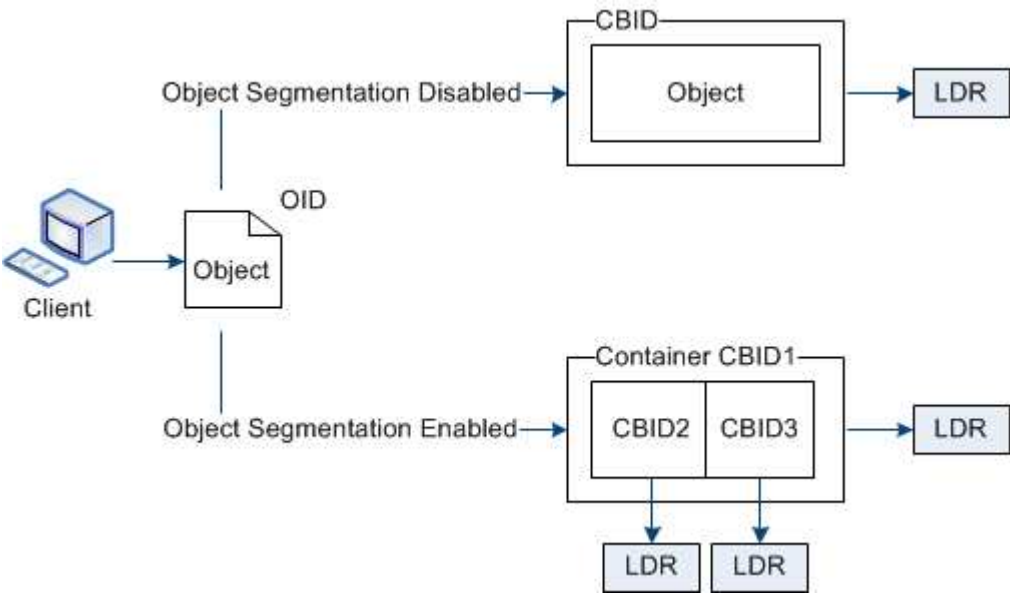 CBID
Object Segmentation Disabled
Object
LDR
OID
Object
Client
Container CBID1
Object Segmentation Enabled
CBID2
CBID3
LDR
LDR
LDR